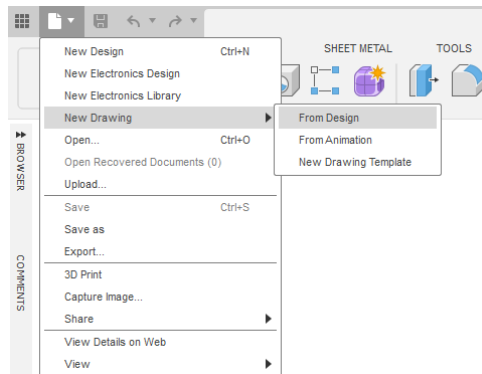 SHEET METAL
TOOLS
New Design Ctrl+N
New Electronics Design
New Electronics Library
New Drawing
From Design
From Animation
New Drawing Template
Open... Ctrl+O
Open Recovered Documents (0)
Upload...
Save Ctrl+S
Save as
Export...
3D Print
Capture Image...
Share
View Details on Web
View
BROWSER
COMMENTS